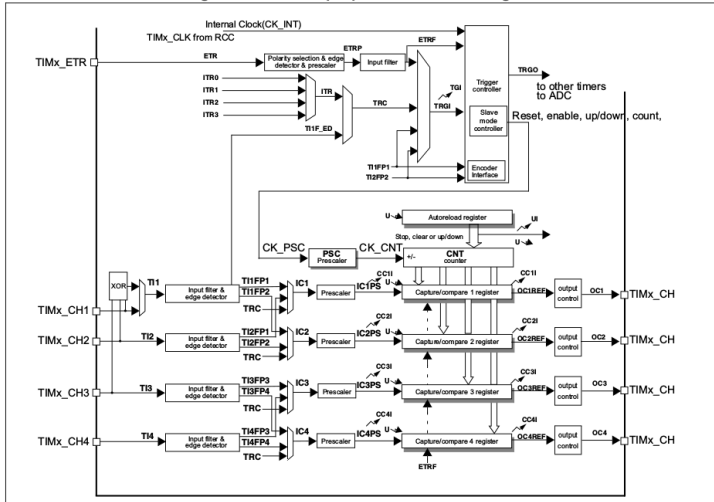 Internal Clock(CK_INT)
TIMx_CLK from RCC
TIMx_ETR
ETR
Polarity selection & edge
detector & prescaler
ETRP
Input filter
ETRF
Trigger
controller
TRGO
to other timers
to ADC
ITR0
ITR1
ITR2
ITR3
ITR
TRC
TGI
TRGI
TI1F_ED
Slave
mode
controller
Reset, enable, up/down, count,
TI1FP1
TI2FP2
Encoder
Interface
U
Autoreload register
UI
Stop, clear or up/down
U
CK_PSC
PSC
Prescaler
CK_CNT
+/-
CNT
counter
XOR
TI1
Input filter &
edge detector
TI1FP1
TI1FP2
TRC
IC1
Prescaler
IC1PS
CC1I
U
Capture/compare 1 register
CC1I
OC1REF
output
control
OC1
TIMx_CH
TIMx_CH1
TIMx_CH2
TI2
Input filter &
edge detector
TI2FP1
TI2FP2
TRC
IC2
Prescaler
IC2PS
CC2I
U
Capture/compare 2 register
CC2I
OC2REF
output
control
OC2
TIMx_CH
TIMx_CH3
TI3
Input filter &
edge detector
TI3FP3
TI3FP4
TRC
IC3
Prescaler
IC3PS
CC3I
U
Capture/compare 3 register
CC3I
OC3REF
output
control
OC3
TIMx_CH
TIMx_CH4
TI4
Input filter &
edge detector
TI4FP3
TI4FP4
TRC
IC4
Prescaler
IC4PS
CC4I
U
Capture/compare 4 register
CC4I
OC4REF
output
control
OC4
TIMx_CH
ETRF